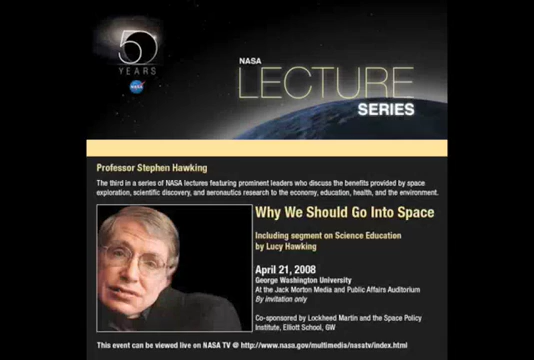 50
YEARS
NASA
NASA
LECTURE
SERIES
Professor Stephen Hawking
The third in a series of NASA lectures featuring prominent leaders who discuss the benefits provided by space
exploration, scientific discovery, and aeronautics research to the economy, education, health, and the environment.
Why We Should Go Into Space
Including segment on Science Education
by Lucy Hawking
April 21, 2008
George Washington University
At the Jack Morton Media and Public Affairs Auditorium
By invitation only
Co-sponsored by Lockheed Martin and the Space Policy
Institute, Elliott School, GW
This event can be viewed live on NASA TV @ http://www.nasa.gov/multimedia/nasatv/index.html